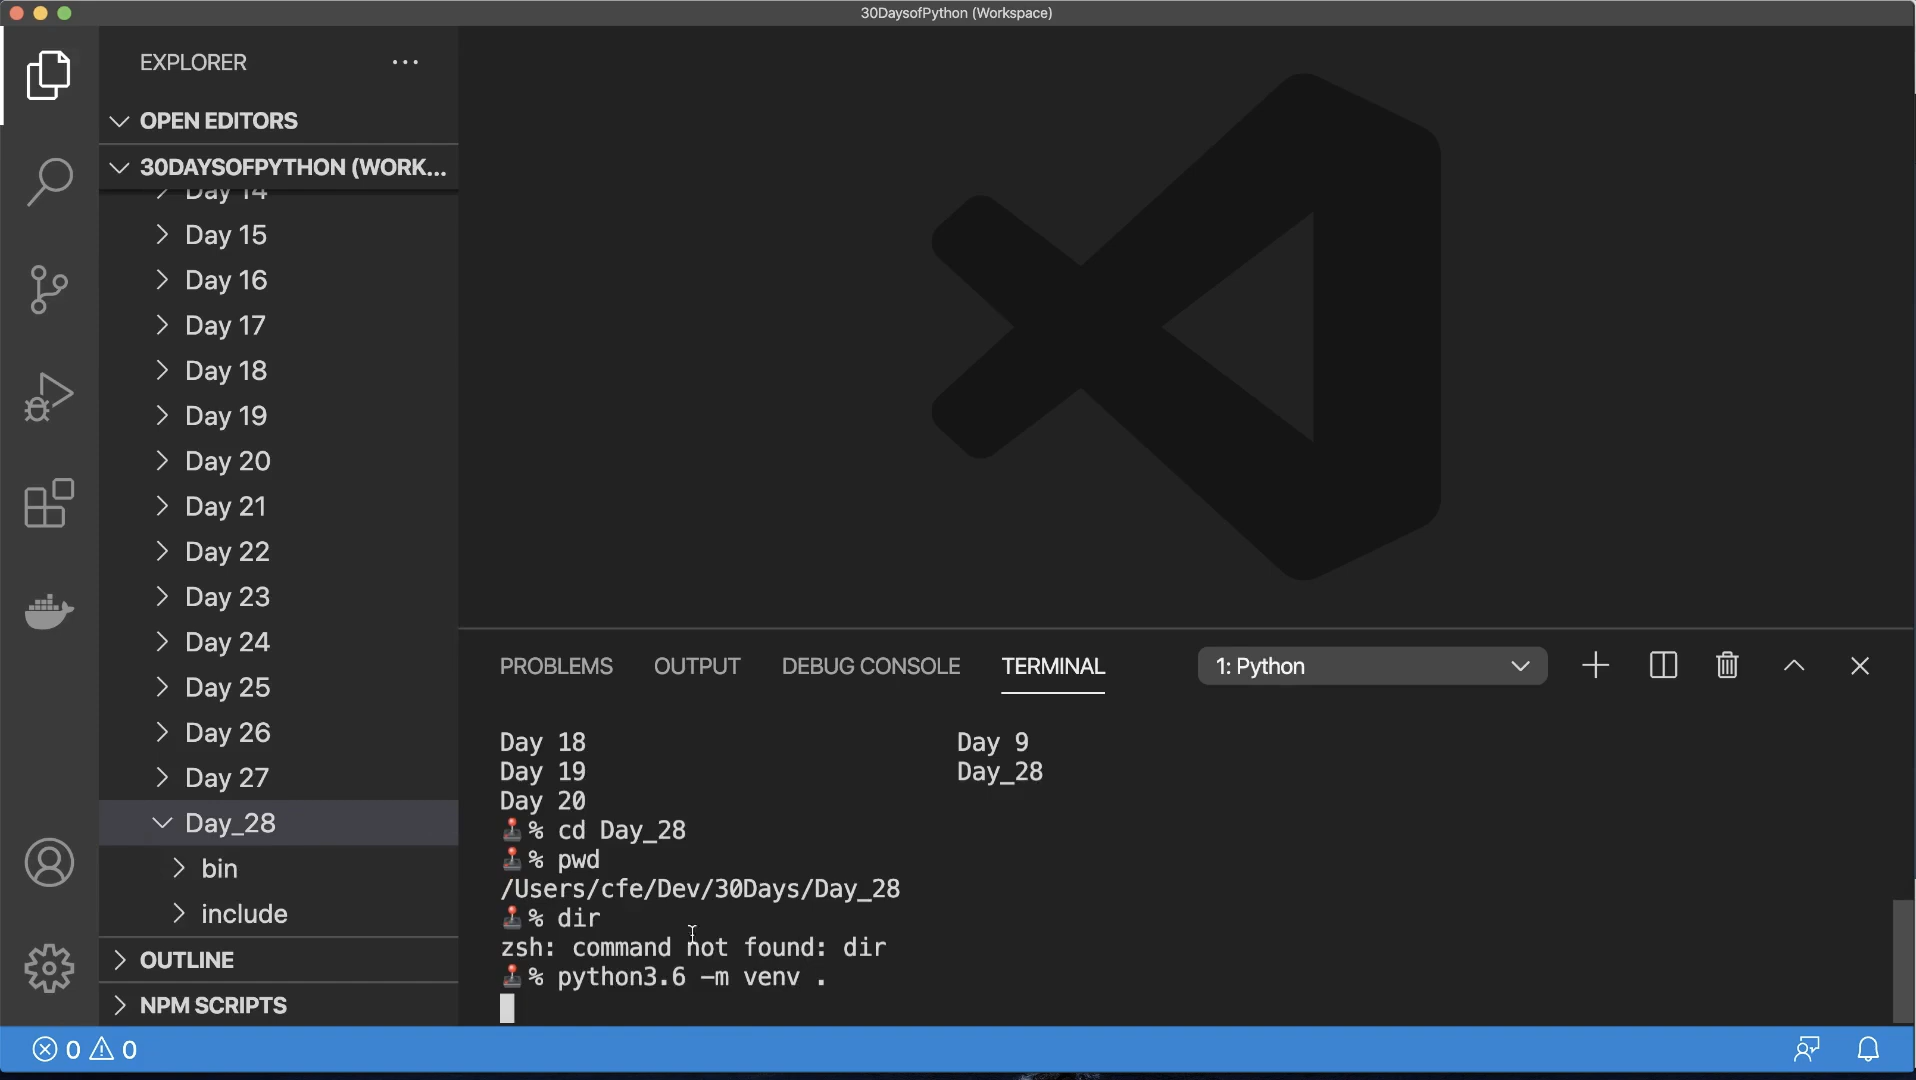 30DaysofPython (Workspace)
EXPLORER
OPEN EDITORS
30DAYSOFPYTHON (WORK...
Day 14
Day 15
Day 16
Day 17
Day 18
Day 19
Day 20
Day 21
Day 22
Day 23
Day 24
Day 25
Day 26
Day 27
Day_28
bin
include
OUTLINE
NPM SCRIPTS
PROBLEMS OUTPUT DEBUG CONSOLE TERMINAL 1: Python
Day 18 Day 9
Day 19 Day_28
Day 20
% cd Day_28
% pwd
/Users/cfe/Dev/30Days/Day_28
% dir
zsh: command not found: dir
% python3.6 -m venv .
0 0